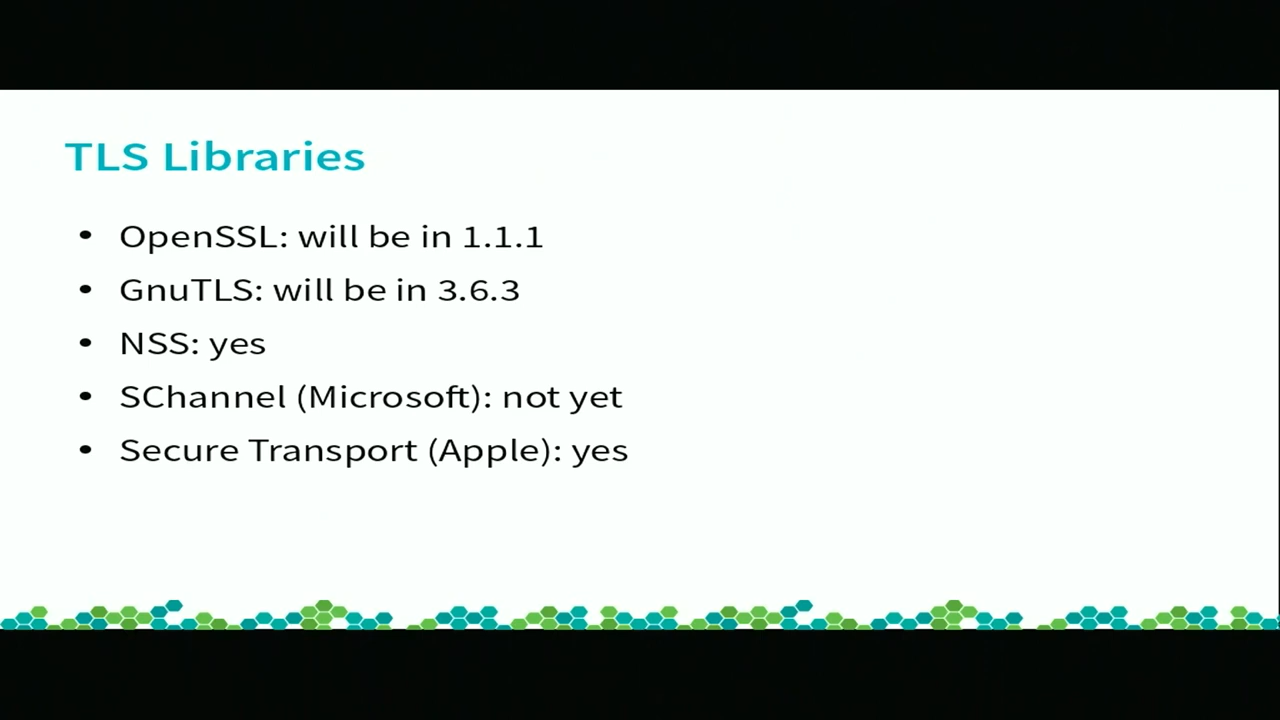 TLS Libraries
• OpenSSL: will be in 1.1.1
• GnuTLS: will be in 3.6.3
• NSS: yes
• SChannel (Microsoft): not yet
• Secure Transport (Apple): yes